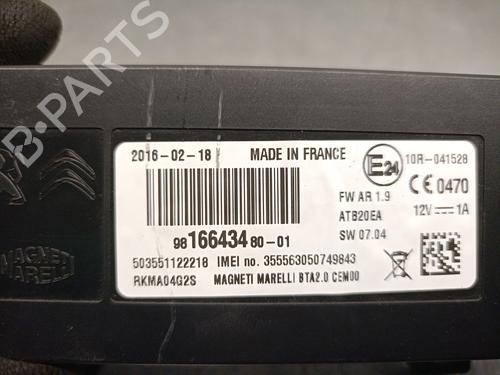 2016-02-18 MADE IN FRANCE
E24 10R-041528
FW AR 1.9 CE 0470
ATB20EA 12V 1A
98 166434 80-01 SW 07.04
503551122218 IMEI no. 355563050749843
RKMA04G2S MAGNETI MARELLI BTA2.0 CEM00
MAGNETI
MARELLI
B-PARTS